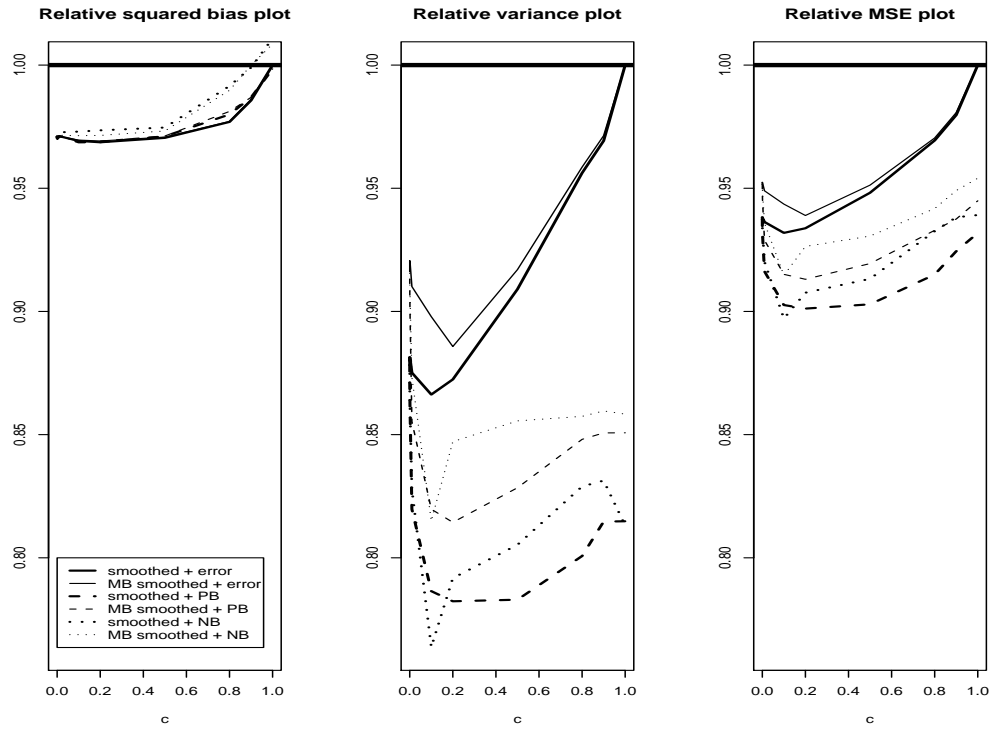 Relative squared bias plot
1.00
0.95
0.90
0.85
0.80
smoothed + error
MB smoothed + error
smoothed + PB
MB smoothed + PB
smoothed + NB
MB smoothed + NB
0.0 0.2 0.4 0.6 0.8 1.0
c
Relative variance plot
1.00
0.95
0.90
0.85
0.80
0.0 0.2 0.4 0.6 0.8 1.0
c
Relative MSE plot
1.00
0.95
0.90
0.85
0.80
0.0 0.2 0.4 0.6 0.8 1.0
c